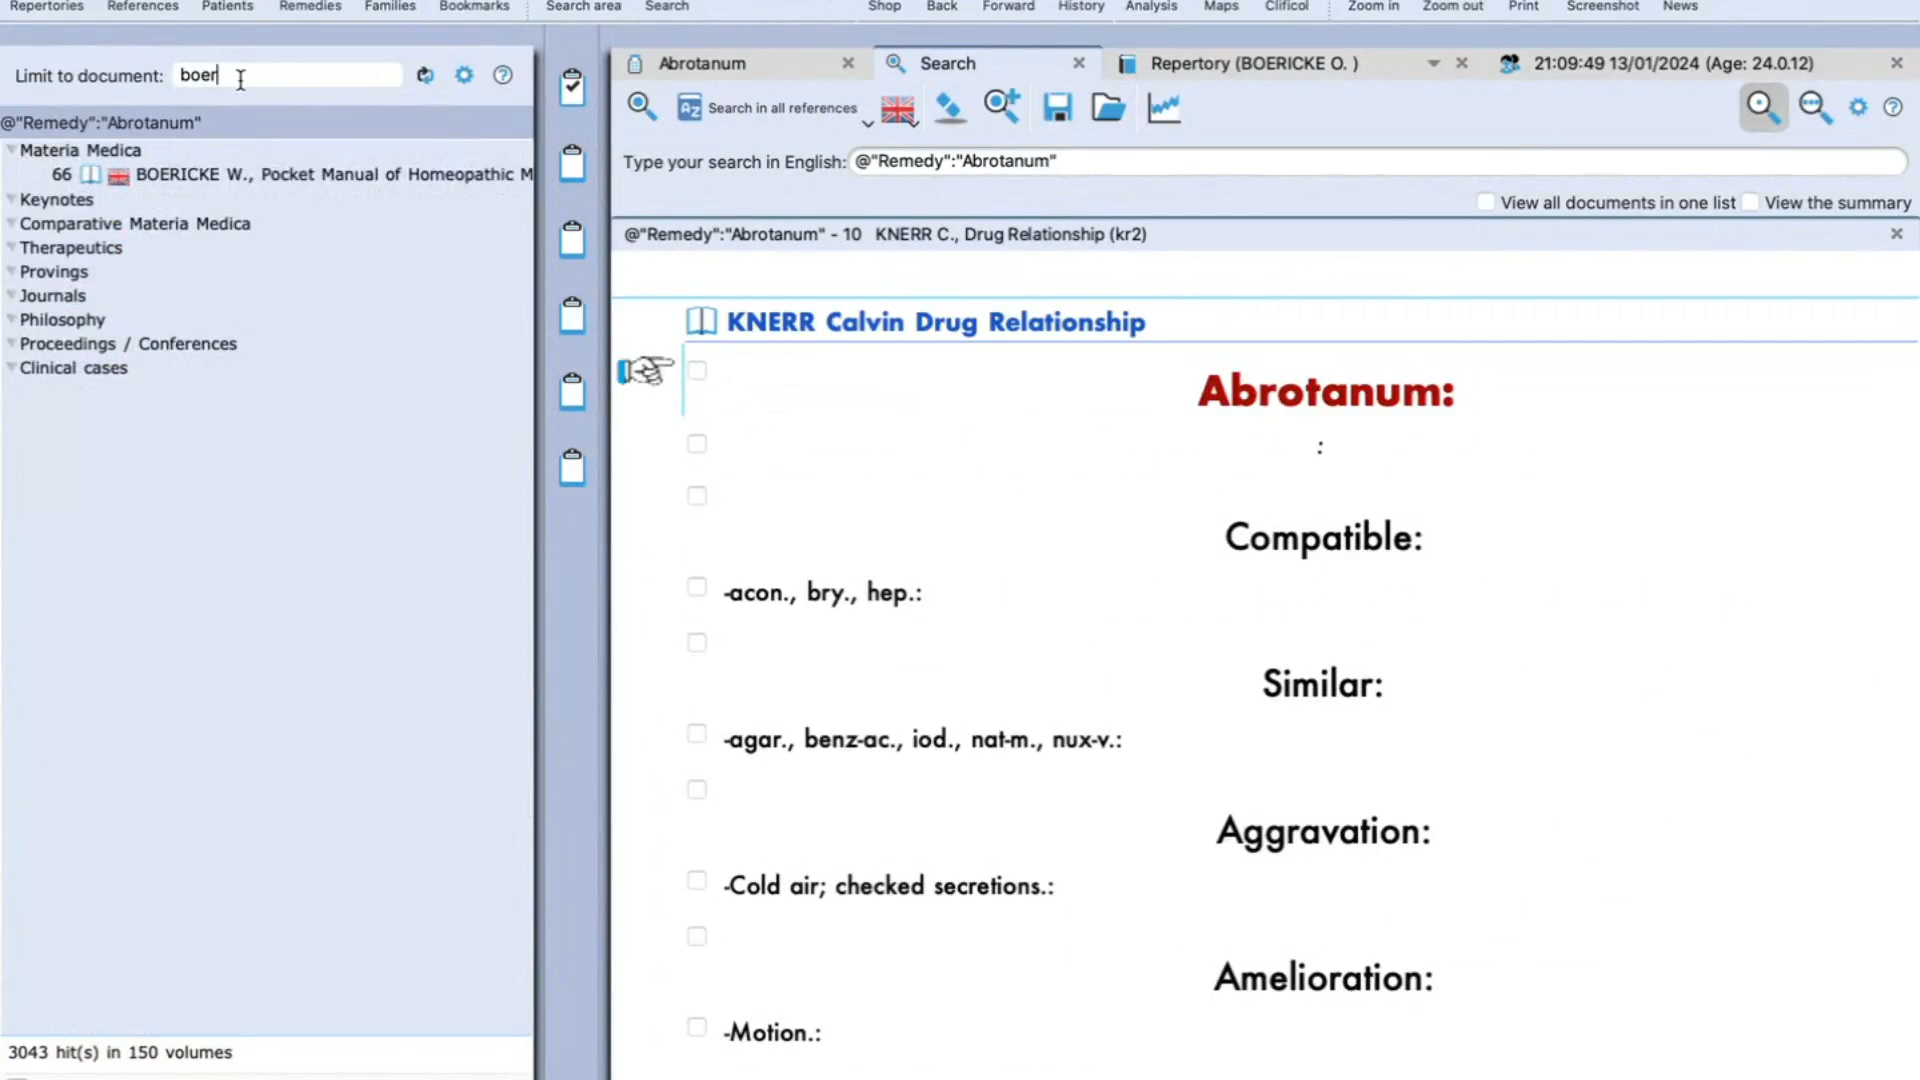 Repertories References Patients Remedies Families Bookmarks Search area Search Shop Back Forward History Analysis Maps Clificol Zoom in Zoom out Print Screenshot News
Limit to document: boer
@"Remedy":"Abrotanum"
Materia Medica
66 BOERICKE W., Pocket Manual of Homeopathic M
Keynotes
Comparative Materia Medica
Therapeutics
Provings
Journals
Philosophy
Proceedings / Conferences
Clinical cases
3043 hit(s) in 150 volumes
Abrotanum Search Repertory (BOERICKE O. ) 21:09:49 13/01/2024 (Age: 24.0.12)
AZ Search in all references
Type your search in English: @"Remedy":"Abrotanum"
View all documents in one list View the summary
@"Remedy":"Abrotanum" - 10 KNERR C., Drug Relationship (kr2)
KNERR Calvin Drug Relationship
Abrotanum:
:
Compatible:
-acon., bry., hep.:
Similar:
-agar., benz-ac., iod., nat-m., nux-v.:
Aggravation:
-Cold air; checked secretions.:
Amelioration:
-Motion.: